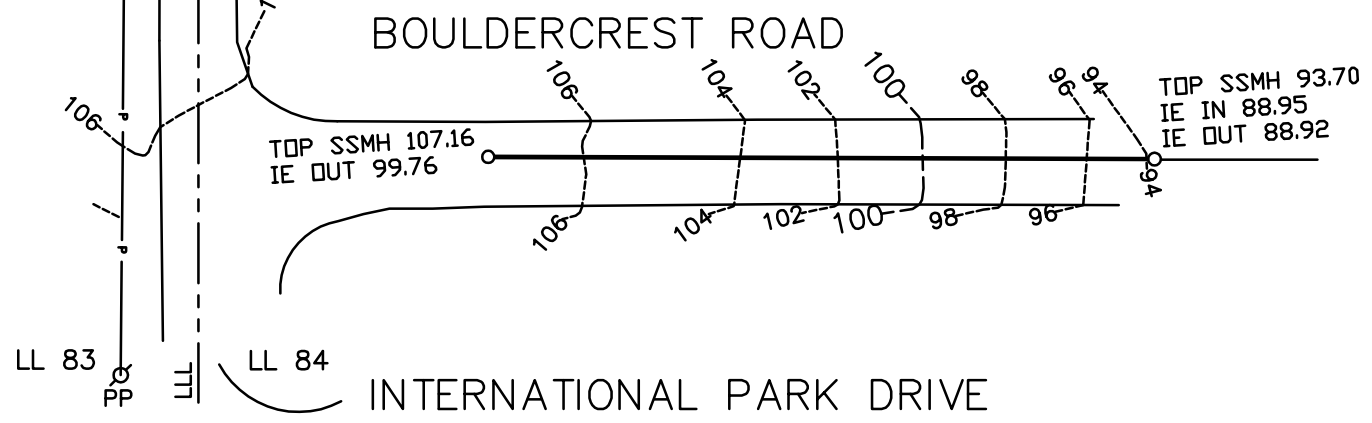 BOULDERCREST ROAD
106
104
102
100
98
96
94
TOP SSMH 93.70
IE IN 88.95
IE OUT 88.92
106
P
TOP SSMH 107.16
IE OUT 99.76
94
106
104
102
100
98
96
P
LL 83
PP
LLL
LL 84
INTERNATIONAL PARK DRIVE